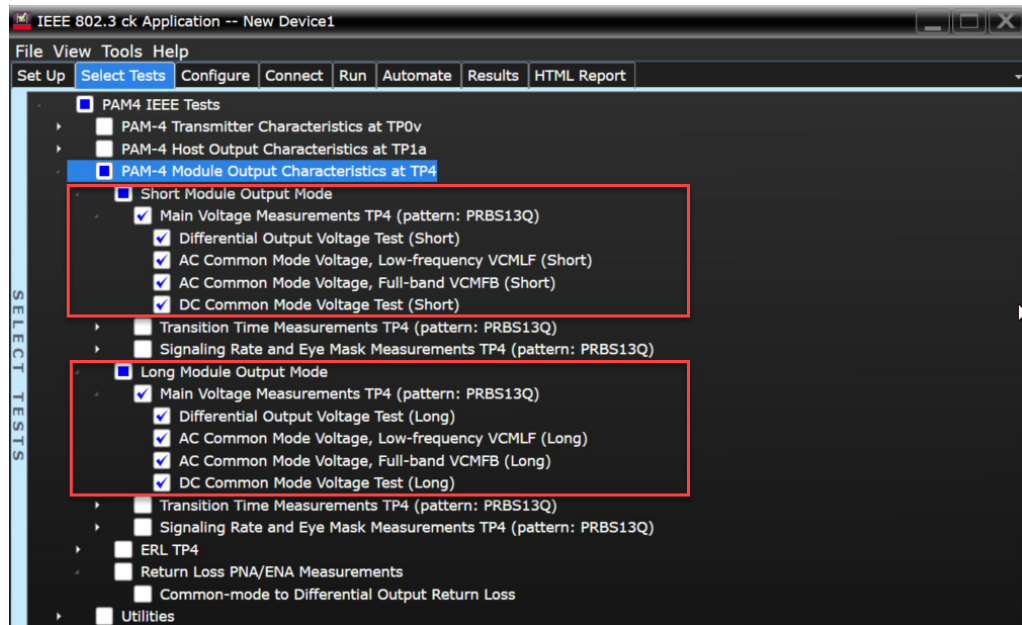 IEEE 802.3 ck Application -- New Device1
File View Tools Help
Set Up Select Tests Configure Connect Run Automate Results HTML Report
SELECT TESTS
PAM4 IEEE Tests
PAM-4 Transmitter Characteristics at TP0v
PAM-4 Host Output Characteristics at TP1a
PAM-4 Module Output Characteristics at TP4
Short Module Output Mode
Main Voltage Measurements TP4 (pattern: PRBS13Q)
Differential Output Voltage Test (Short)
AC Common Mode Voltage, Low-frequency VCMLF (Short)
AC Common Mode Voltage, Full-band VCMFB (Short)
DC Common Mode Voltage Test (Short)
Transition Time Measurements TP4 (pattern: PRBS13Q)
Signaling Rate and Eye Mask Measurements TP4 (pattern: PRBS13Q)
Long Module Output Mode
Main Voltage Measurements TP4 (pattern: PRBS13Q)
Differential Output Voltage Test (Long)
AC Common Mode Voltage, Low-frequency VCMLF (Long)
AC Common Mode Voltage, Full-band VCMFB (Long)
DC Common Mode Voltage Test (Long)
Transition Time Measurements TP4 (pattern: PRBS13Q)
Signaling Rate and Eye Mask Measurements TP4 (pattern: PRBS13Q)
ERL TP4
Return Loss PNA/ENA Measurements
Common-mode to Differential Output Return Loss
Utilities